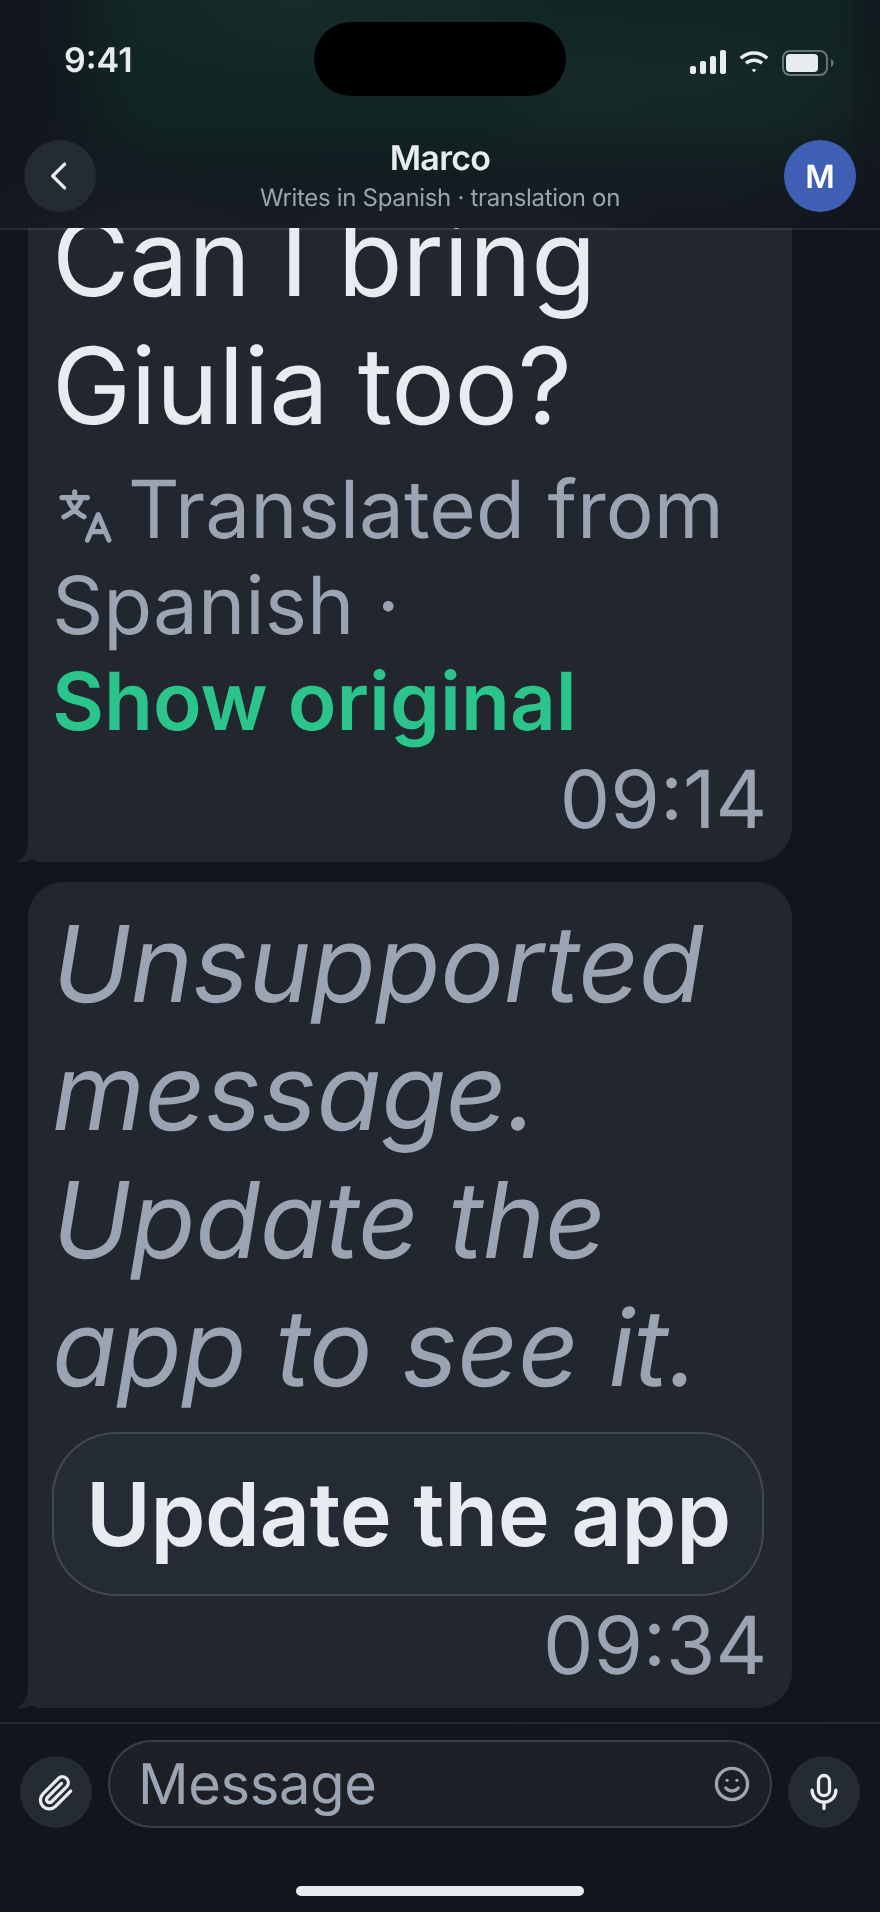 9:41
Marco
Writes in Spanish · translation on
M
Can I bring
Giulia too?
Translated from
Spanish ·
Show original
09:14
Unsupported
message.
Update the
app to see it.
Update the app
09:34
Message